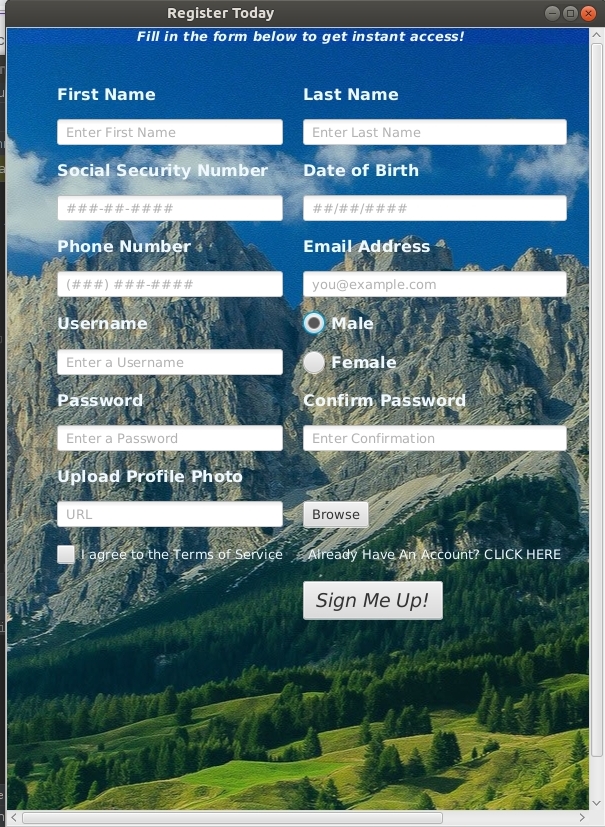 Register Today
Fill in the form below to get instant access!
First Name Last Name
Enter First Name Enter Last Name
Social Security Number Date of Birth
###-##-#### ##/##/####
Phone Number Email Address
(###) ###-#### you@example.com
Username Male
Enter a Username Female
Password Confirm Password
Enter a Password Enter Confirmation
Upload Profile Photo
URL Browse
I agree to the Terms of Service Already Have An Account? CLICK HERE
Sign Me Up!